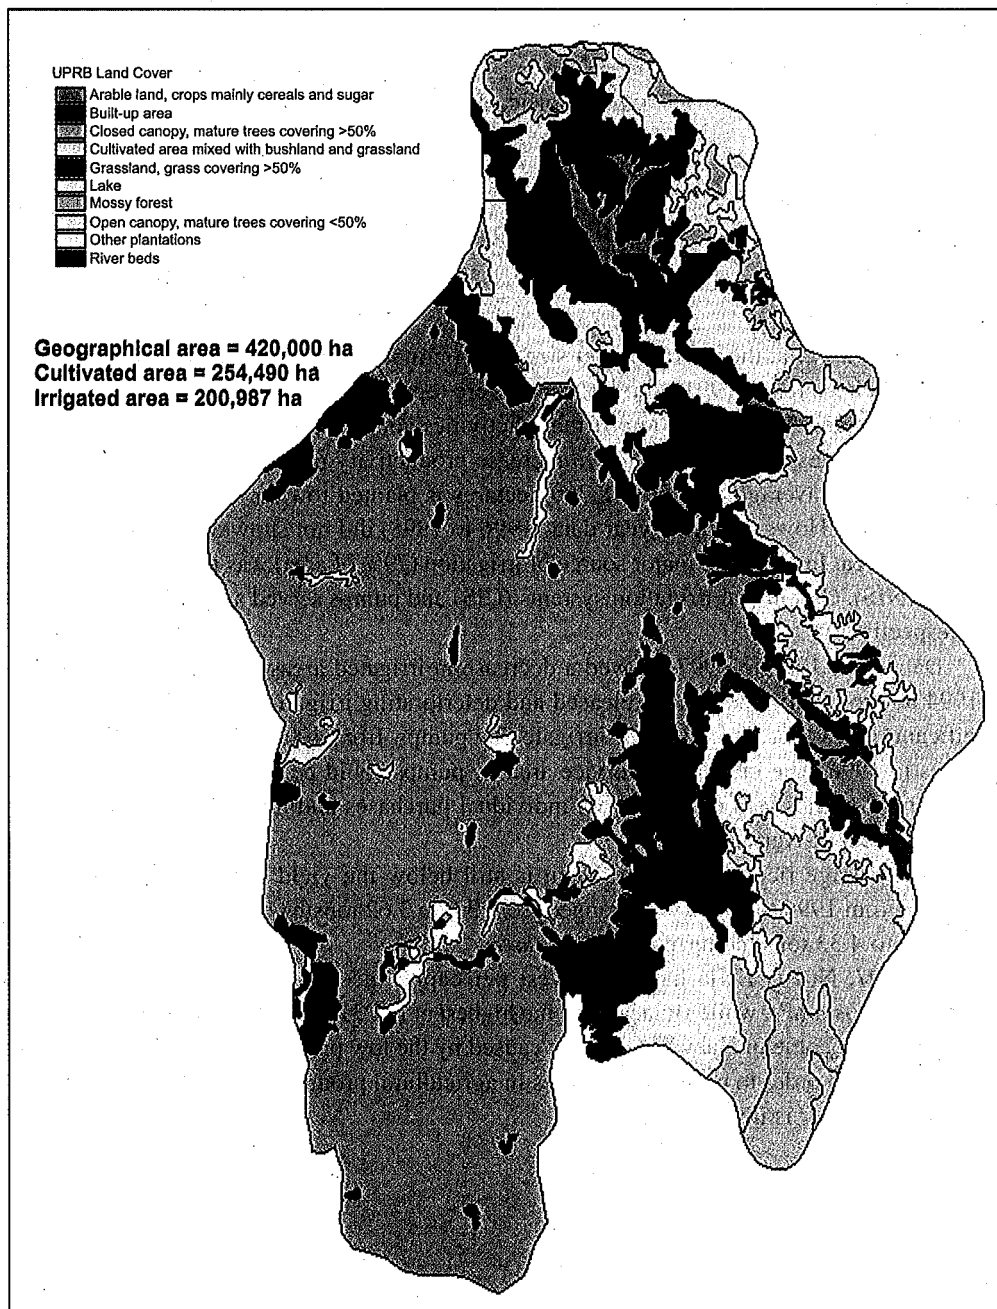 UPRB Land Cover
Arable land, crops mainly cereals and sugar
Built-up area
Closed canopy, mature trees covering >50%
Cultivated area mixed with bushland and grassland
Grassland, grass covering >50%
Lake
Mossy forest
Open canopy, mature trees covering <50%
Other plantations
River beds
Geographical area = 420,000 ha
Cultivated area = 254,490 ha
Irrigated area = 200,987 ha